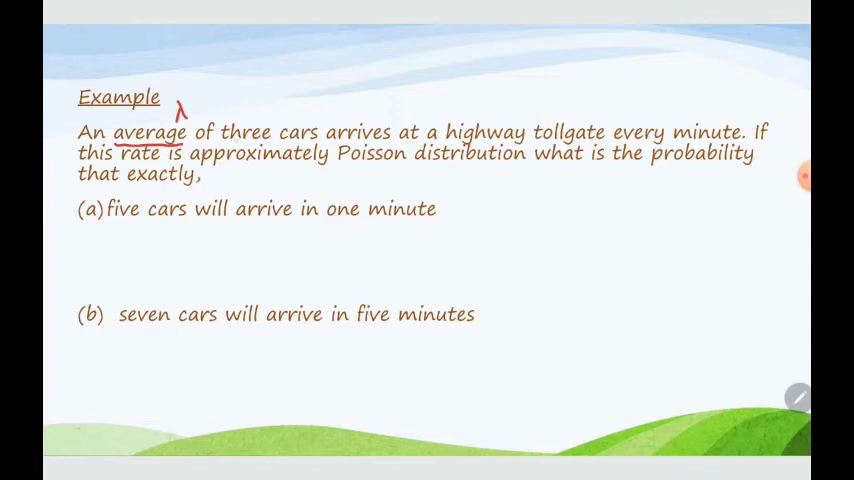 Example
λ
An average of three cars arrives at a highway tollgate every minute. If
this rate is approximately Poisson distribution what is the probability
that exactly,
(a) five cars will arrive in one minute
(b) seven cars will arrive in five minutes